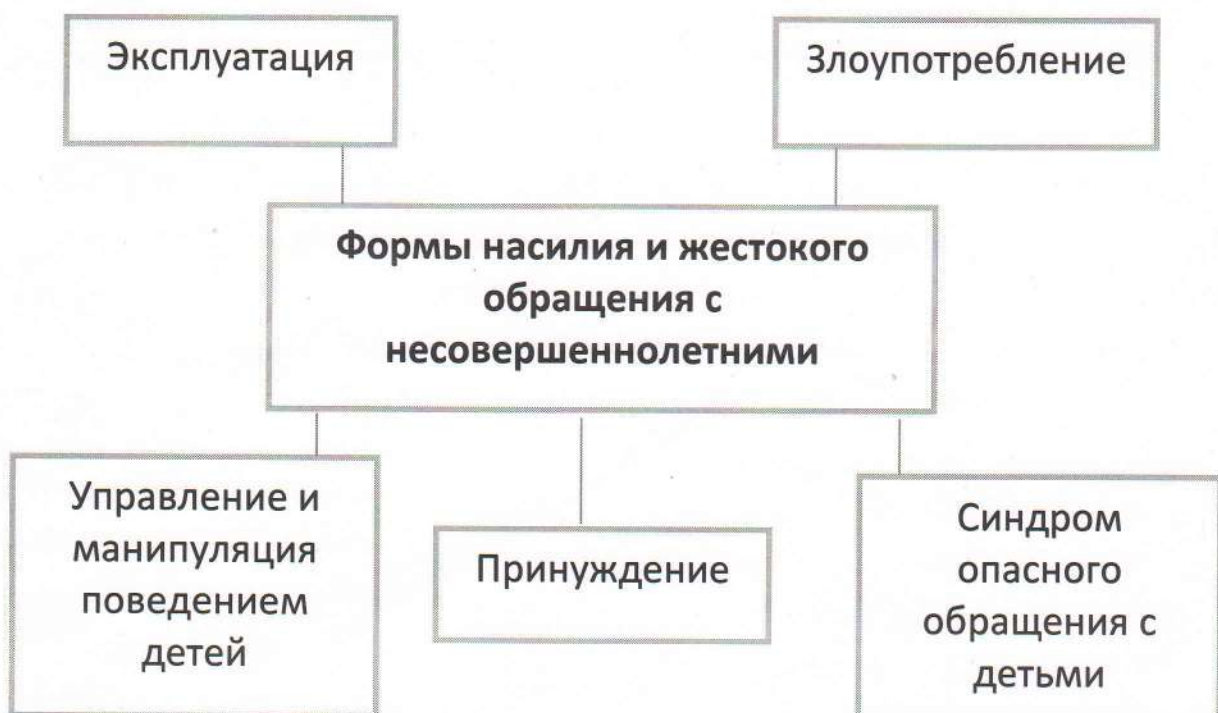 Эксплуатация
Злоупотребление
Формы насилия и жестокого
обращения с
несовершеннолетними
Управление и
манипуляция
поведением
детей
Принуждение
Синдром
опасного
обращения с
детьми